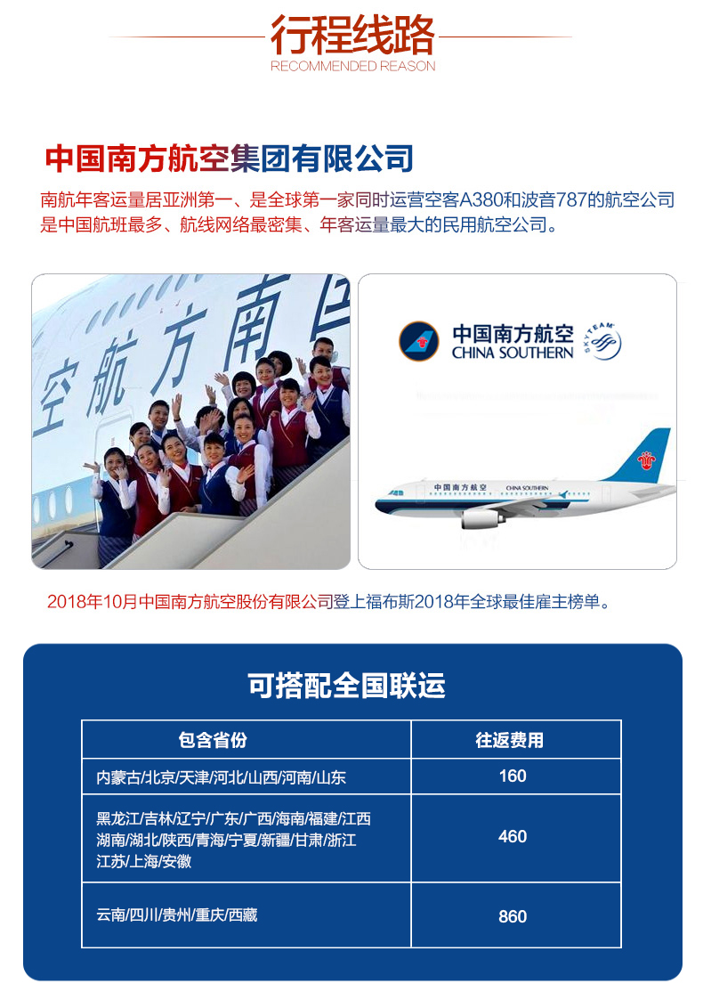 行程线路
RECOMMENDED REASON
中国南方航空集团有限公司
南航年客运量居亚洲第一、是全球第一家同时运营空客A380和波音787的航空公司
是中国航班最多、航线网络最密集、年客运量最大的民用航空公司。
空航方南国
中国南方航空
CHINA SOUTHERN
SKYTEAM
中国南方航空 CHINA SOUTHERN
2018年10月中国南方航空股份有限公司登上福布斯2018年全球最佳雇主榜单。
可搭配全国联运
包含省份 往返费用
内蒙古/北京/天津/河北/山西/河南/山东 160
黑龙江/吉林/辽宁/广东/广西/海南/福建/江西
湖南/湖北/陕西/青海/宁夏/新疆/甘肃/浙江 460
江苏/上海/安徽
云南/四川/贵州/重庆/西藏 860